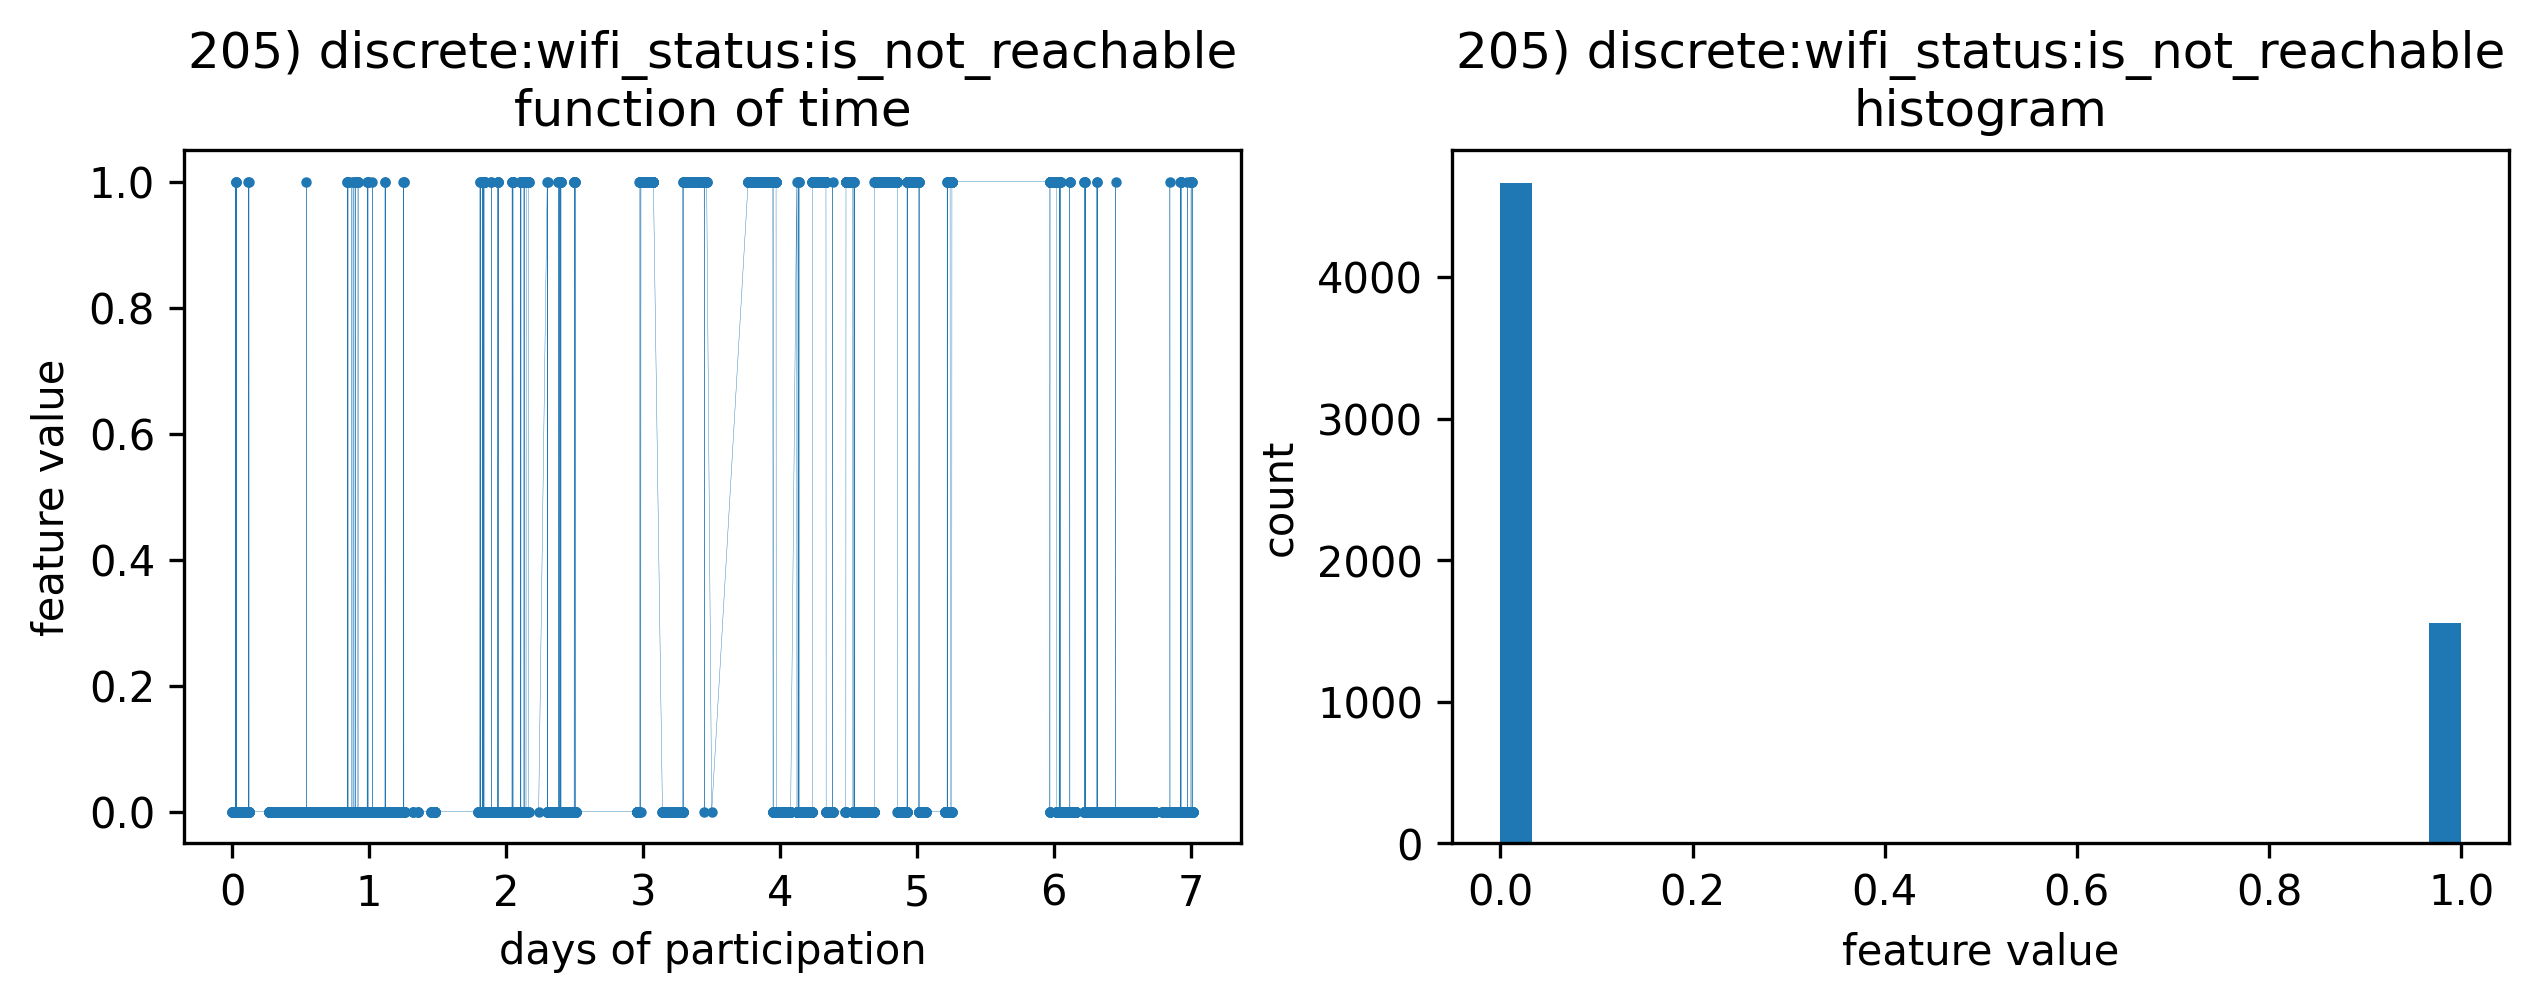 205) discrete:wifi_status:is_not_reachable
function of time
1.0
0.8
0.6
0.4
0.2
0.0
feature value
0 1 2 3 4 5 6 7
days of participation
205) discrete:wifi_status:is_not_reachable
histogram
4000
3000
2000
1000
0
count
0.0 0.2 0.4 0.6 0.8 1.0
feature value